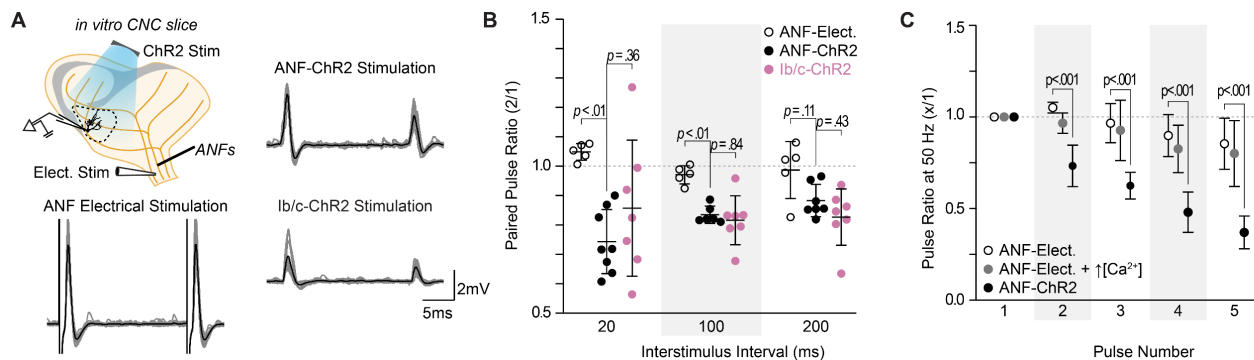 A
in vitro CNC slice
ChR2 Stim
ANFs
Elect. Stim
ANF-ChR2 Stimulation
ANF Electrical Stimulation
Ib/c-ChR2 Stimulation
2mV
5ms
B
Paired Pulse Ratio (2/1)
1.5
1.0
0.5
ANF-Elect.
ANF-ChR2
Ib/c-ChR2
p<.01
p=.36
p<.01
p=.84
p=.11
p=.43
20
100
200
Interstimulus Interval (ms)
C
Pulse Ratio at 50 Hz (x/1)
1.5
1.0
0.5
0.0
p<.001
p<.001
p<.001
p<.001
ANF-Elect.
ANF-Elect. + ↑[Ca²⁺]
ANF-ChR2
1
2
3
4
5
Pulse Number